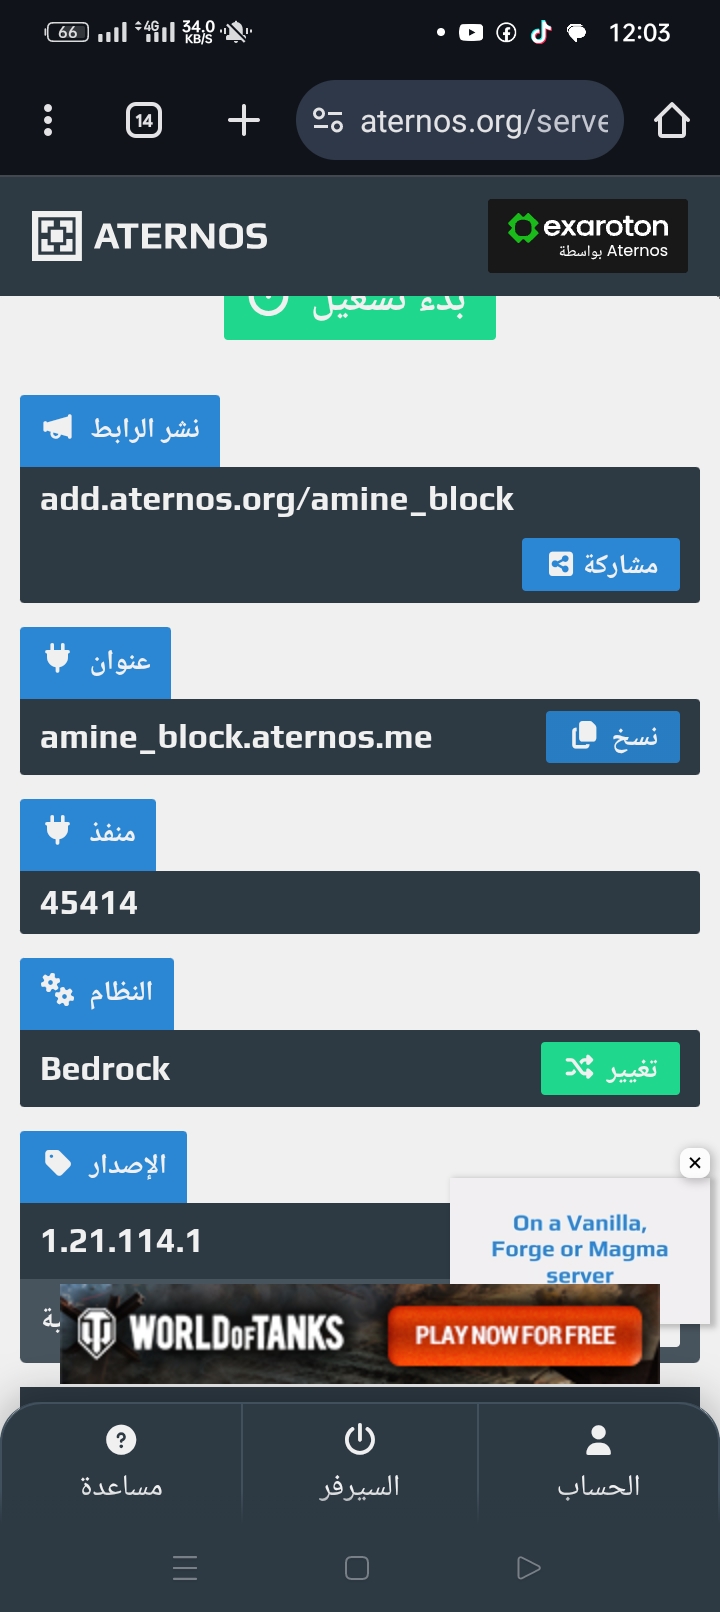 66
4G
34.0
KB/S
12:03
14
aternos.org/serve
ATERNOS
exaroton
بواسطة Aternos
بدء تشغيل
نشر الرابط
add.aternos.org/amine_block
مشاركة
عنوان
amine_block.aternos.me
نسخ
منفذ
45414
النظام
Bedrock
تغيير
الإصدار
1.21.114.1
On a Vanilla,
Forge or Magma
server
WORLD OF TANKS
PLAY NOW FOR FREE
مساعدة
السيرفر
الحساب